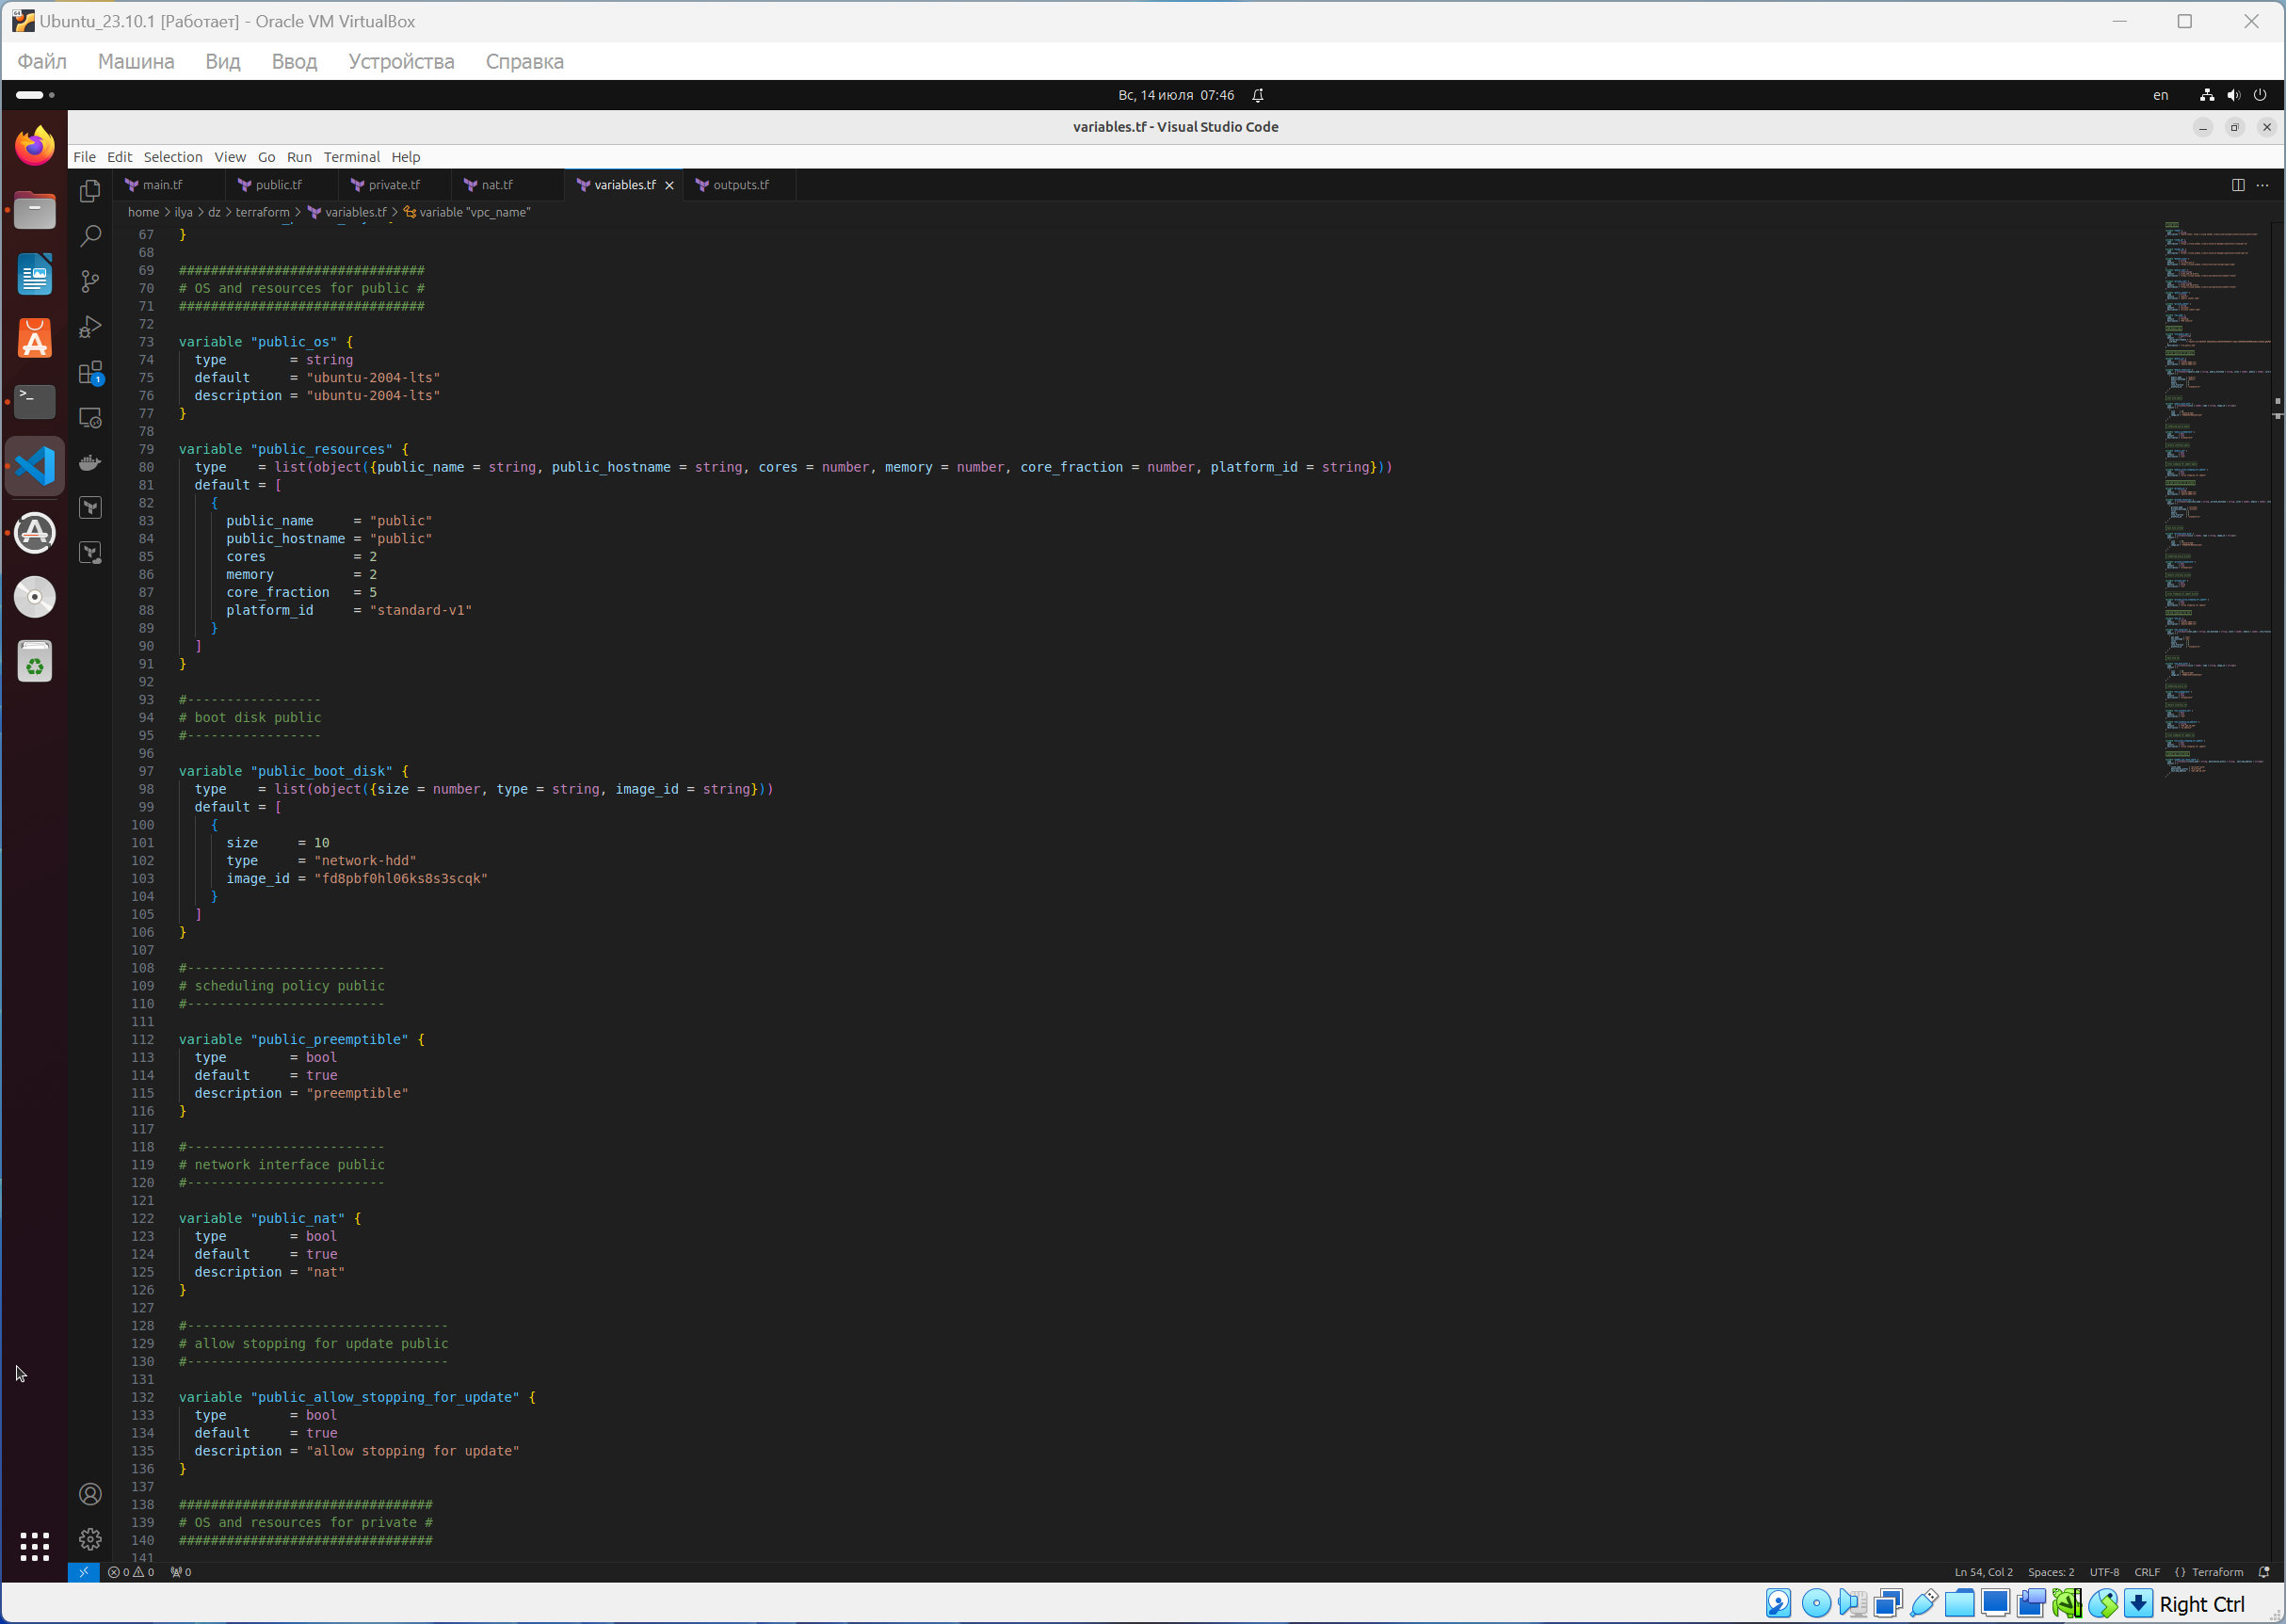 Ubuntu_23.10.1 [Работает] - Oracle VM VirtualBox
Файл Машина Вид Ввод Устройства Справка
Вс, 14 июля 07:46
en
variables.tf - Visual Studio Code
File Edit Selection View Go Run Terminal Help
main.tf public.tf private.tf nat.tf variables.tf outputs.tf
home > ilya > dz > terraform > variables.tf > variable "vpc_name"
67 }
68
69 ###############################
70 # OS and resources for public #
71 ###############################
72
73 variable "public_os" {
74 type        = string
75 default     = "ubuntu-2004-lts"
76 description = "ubuntu-2004-lts"
77 }
78
79 variable "public_resources" {
80 type    = list(object({public_name = string, public_hostname = string, cores = number, memory = number, core_fraction = number, platform_id = string}))
81 default = [
82 {
83 public_name     = "public"
84 public_hostname = "public"
85 cores           = 2
86 memory          = 2
87 core_fraction   = 5
88 platform_id     = "standard-v1"
89 }
90 ]
91 }
92
93 #-----------------
94 # boot disk public
95 #-----------------
96
97 variable "public_boot_disk" {
98 type    = list(object({size = number, type = string, image_id = string}))
99 default = [
100 {
101 size     = 10
102 type     = "network-hdd"
103 image_id = "fd8pbf0hl06ks8s3scqk"
104 }
105 ]
106 }
107
108 #-------------------------
109 # scheduling policy public
110 #-------------------------
111
112 variable "public_preemptible" {
113 type        = bool
114 default     = true
115 description = "preemptible"
116 }
117
118 #-------------------------
119 # network interface public
120 #-------------------------
121
122 variable "public_nat" {
123 type        = bool
124 default     = true
125 description = "nat"
126 }
127
128 #---------------------------------
129 # allow stopping for update public
130 #---------------------------------
131
132 variable "public_allow_stopping_for_update" {
133 type        = bool
134 default     = true
135 description = "allow stopping for update"
136 }
137
138 ################################
139 # OS and resources for private #
140 ################################
141
0 0 0 Ln 54, Col 2 Spaces: 2 UTF-8 CRLF {} Terraform
Right Ctrl